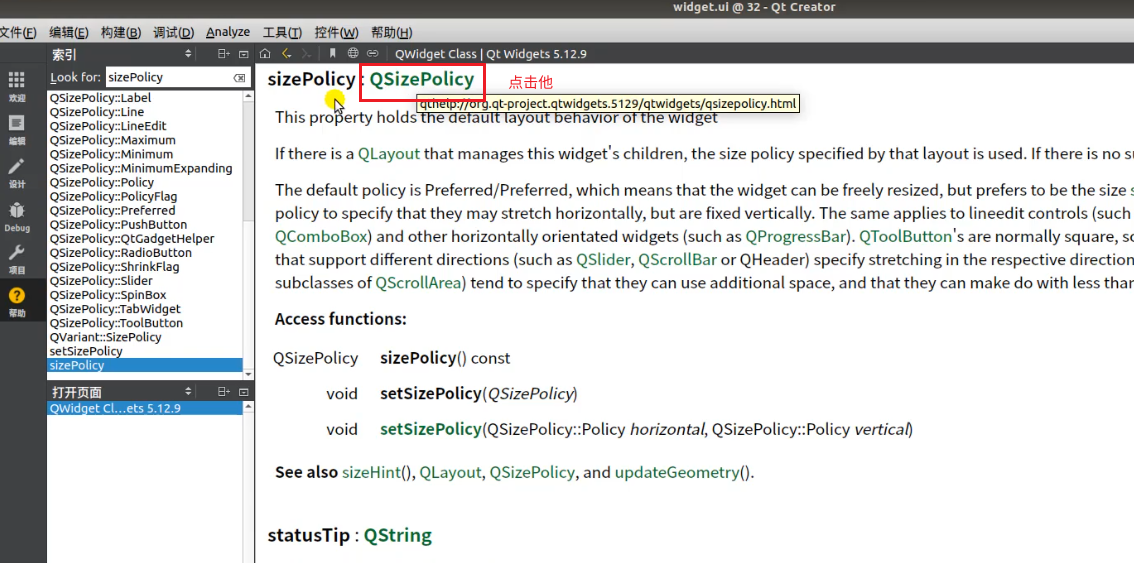 widget.ui @ 32 - Qt Creator
文件(F) 编辑(E) 构建(B) 调试(D) Analyze 工具(T) 控件(W) 帮助(H)
索引
QWidget Class | Qt Widgets 5.12.9
Look for: sizePolicy
QSizePolicy::Label
QSizePolicy::Line
QSizePolicy::LineEdit
QSizePolicy::Maximum
QSizePolicy::Minimum
QSizePolicy::MinimumExpanding
QSizePolicy::Policy
QSizePolicy::PolicyFlag
QSizePolicy::Preferred
QSizePolicy::PushButton
QSizePolicy::QtGadgetHelper
QSizePolicy::RadioButton
QSizePolicy::ShrinkFlag
QSizePolicy::Slider
QSizePolicy::SpinBox
QSizePolicy::TabWidget
QSizePolicy::ToolButton
QVariant::SizePolicy
setSizePolicy
sizePolicy
打开页面
QWidget Cl...ets 5.12.9
欢迎
编辑
设计
Debug
项目
帮助
sizePolicy : QSizePolicy
点击他
qthelp://org.qt-project.qtwidgets.5129/qtwidgets/qsizepolicy.html
This property holds the default layout behavior of the widget
If there is a QLayout that manages this widget's children, the size policy specified by that layout is used. If there is no su
The default policy is Preferred/Preferred, which means that the widget can be freely resized, but prefers to be the size s
policy to specify that they may stretch horizontally, but are fixed vertically. The same applies to lineedit controls (such
QComboBox) and other horizontally orientated widgets (such as QProgressBar). QToolButton's are normally square, so
that support different directions (such as QSlider, QScrollBar or QHeader) specify stretching in the respective direction
subclasses of QScrollArea) tend to specify that they can use additional space, and that they can make do with less than
Access functions:
QSizePolicy sizePolicy() const
void setSizePolicy(QSizePolicy)
void setSizePolicy(QSizePolicy::Policy horizontal, QSizePolicy::Policy vertical)
See also sizeHint(), QLayout, QSizePolicy, and updateGeometry().
statusTip : QString